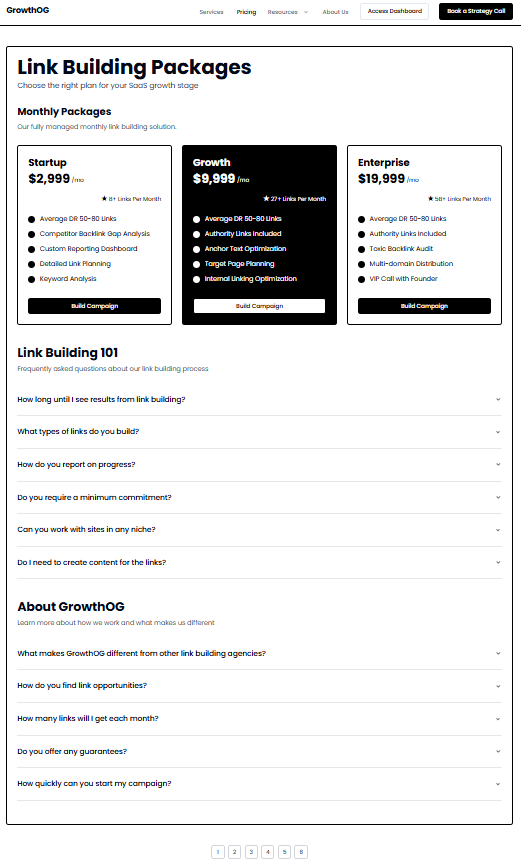 GrowthOG
Services
Pricing
Resources
About Us
Access Dashboard
Book a Strategy Call
Link Building Packages
Choose the right plan for your SaaS growth stage
Monthly Packages
Our fully managed monthly link building solution.
Startup
$2,999 /mo
★ 8+ Links Per Month
Average DR 50-80 Links
Competitor Backlink Gap Analysis
Custom Reporting Dashboard
Detailed Link Planning
Keyword Analysis
Build Campaign
Growth
$9,999 /mo
★ 27+ Links Per Month
Average DR 50-80 Links
Authority Links Included
Anchor Text Optimization
Target Page Planning
Internal Linking Optimization
Build Campaign
Enterprise
$19,999 /mo
★ 58+ Links Per Month
Average DR 50-80 Links
Authority Links Included
Toxic Backlink Audit
Multi-domain Distribution
VIP Call with Founder
Build Campaign
Link Building 101
Frequently asked questions about our link building process
How long until I see results from link building?
What types of links do you build?
How do you report on progress?
Do you require a minimum commitment?
Can you work with sites in any niche?
Do I need to create content for the links?
About GrowthOG
Learn more about how we work and what makes us different
What makes GrowthOG different from other link building agencies?
How do you find link opportunities?
How many links will I get each month?
Do you offer any guarantees?
How quickly can you start my campaign?
1 2 3 4 5 6